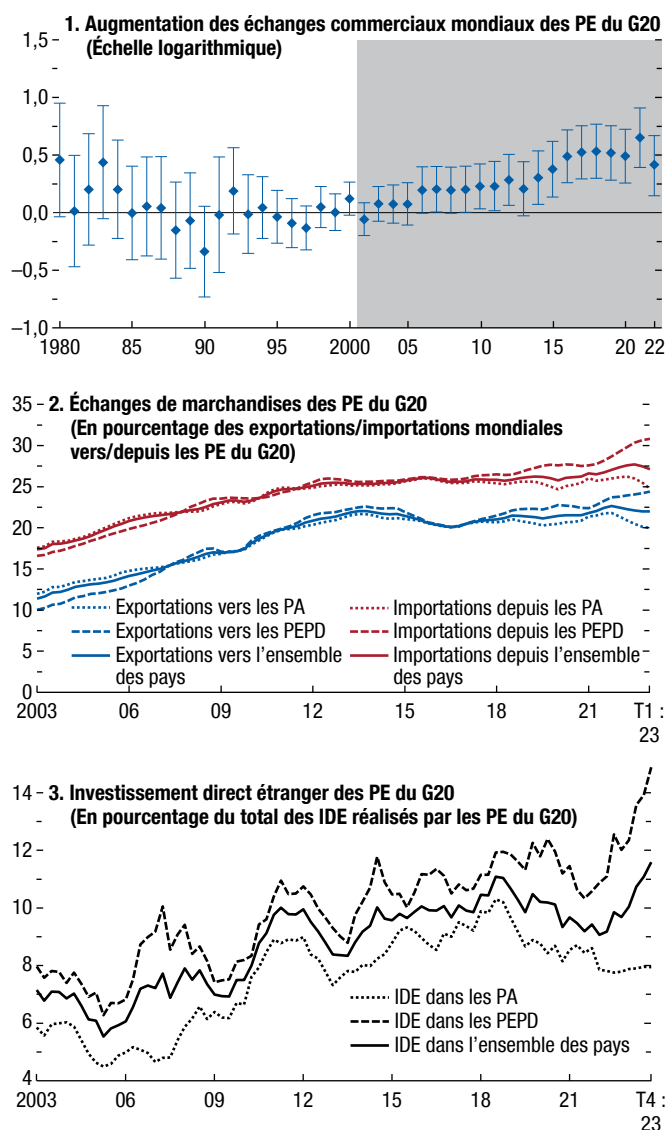 1. Augmentation des échanges commerciaux mondiaux des PE du G20
(Échelle logarithmique)
1,5
1,0
0,5
0,0
–0,5
–1,0
1980 85 90 95 2000 05 10 15 20 22
2. Échanges de marchandises des PE du G20
(En pourcentage des exportations/importations mondiales
vers/depuis les PE du G20)
35
30
25
20
15
10
5
0
Exportations vers les PA
Exportations vers les PEPD
Exportations vers l'ensemble
des pays
Importations depuis les PA
Importations depuis les PEPD
Importations depuis l'ensemble
des pays
2003 06 09 12 15 18 21 T1 :
23
3. Investissement direct étranger des PE du G20
(En pourcentage du total des IDE réalisés par les PE du G20)
14
12
10
8
6
4
IDE dans les PA
IDE dans les PEPD
IDE dans l'ensemble des pays
2003 06 09 12 15 18 21 T4 :
23